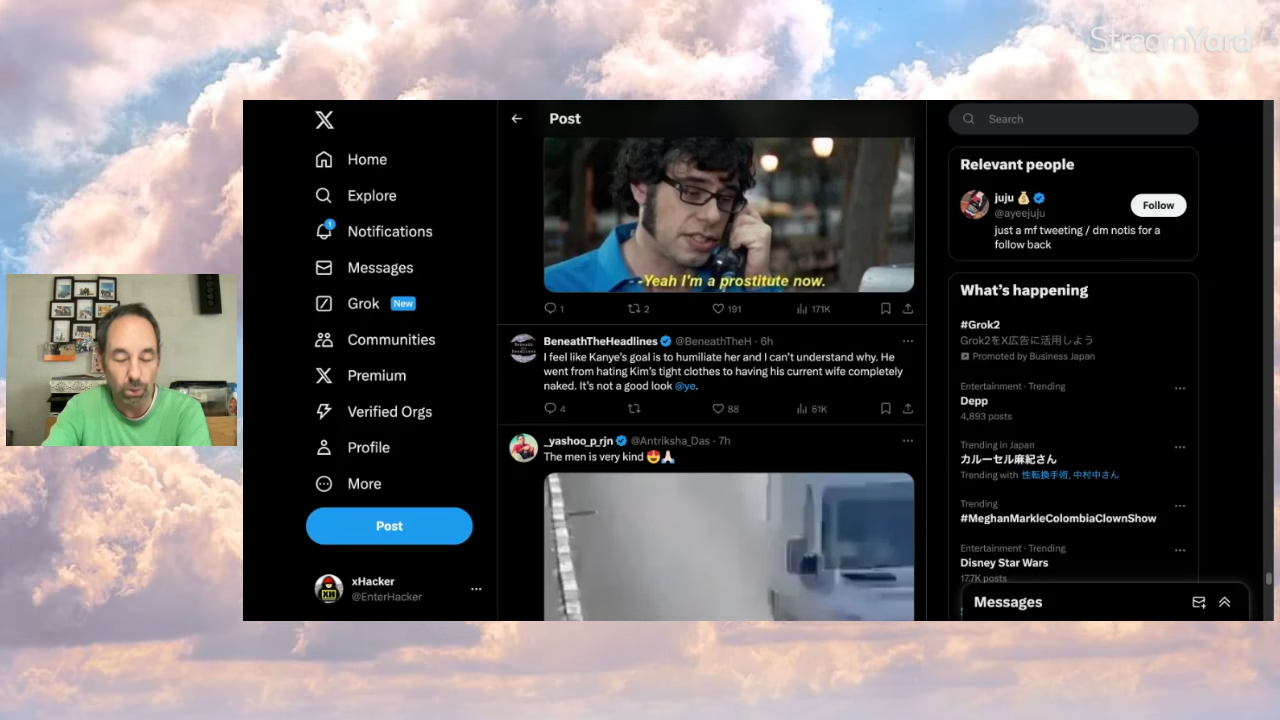 StreamYard
Home
Explore
1
Notifications
Messages
Grok New
Communities
Premium
Verified Orgs
Profile
More
Post
xHacker
@EnterHacker
Post
-Yeah I'm a prostitute now.
1 2 191 171K
BeneathTheHeadlines @BeneathTheH · 6h
I feel like Kanye's goal is to humiliate her and I can't understand why. He
went from hating Kim's tight clothes to having his current wife completely
naked. It's not a good look @ye.
4 88 61K
_yashoo_p_rjn @Antriksha_Das · 7h
The men is very kind 😍🙏🏻
Search
Relevant people
juju 💰
@ayeejuju
Follow
just a mf tweeting / dm notis for a
follow back
What's happening
#Grok2
Grok2をX広告に活用しよう
Promoted by Business Japan
Entertainment · Trending
Depp
4,893 posts
Trending in Japan
カルーセル麻紀さん
Trending with 性転換手術, 中村中さん
Trending
#MeghanMarkleColombiaClownShow
Entertainment · Trending
Disney Star Wars
177K posts
Messages